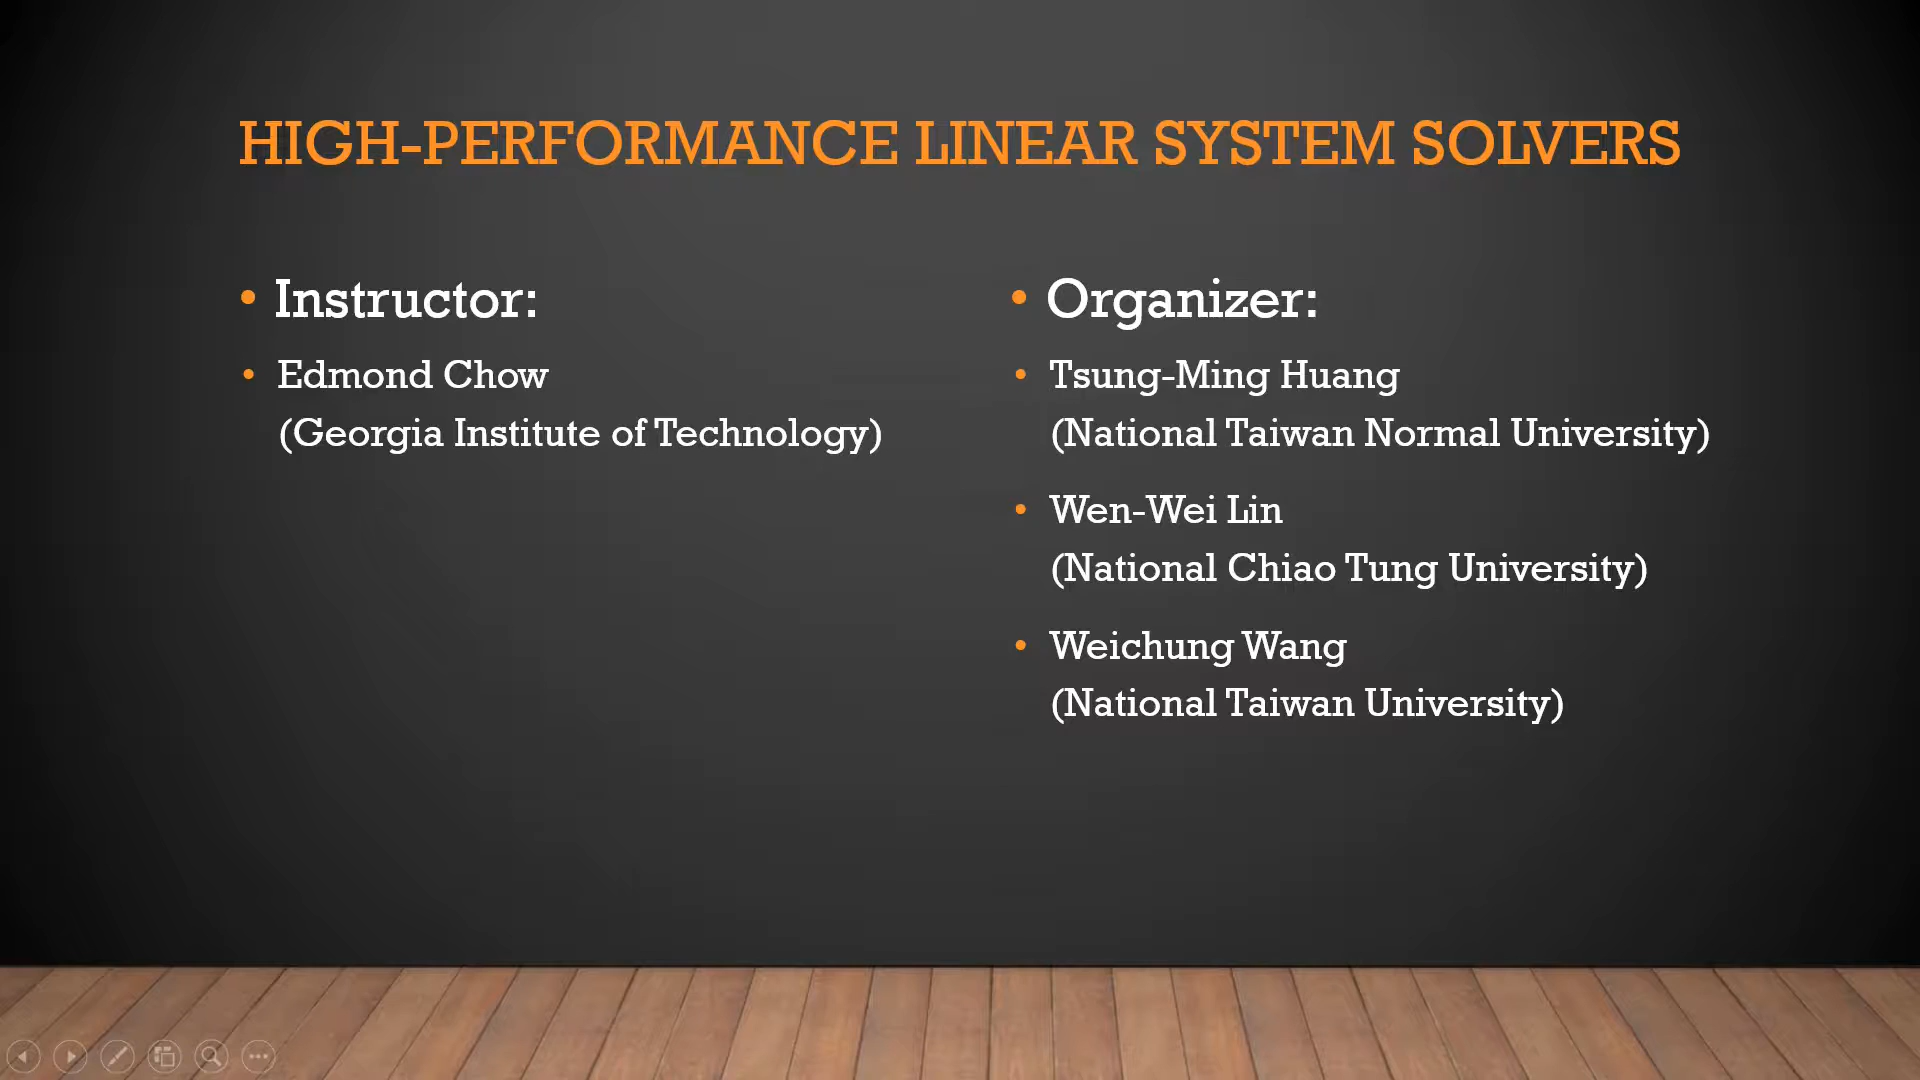 HIGH-PERFORMANCE LINEAR SYSTEM SOLVERS
• Instructor:
• Edmond Chow
(Georgia Institute of Technology)
• Organizer:
• Tsung-Ming Huang
(National Taiwan Normal University)
• Wen-Wei Lin
(National Chiao Tung University)
• Weichung Wang
(National Taiwan University)